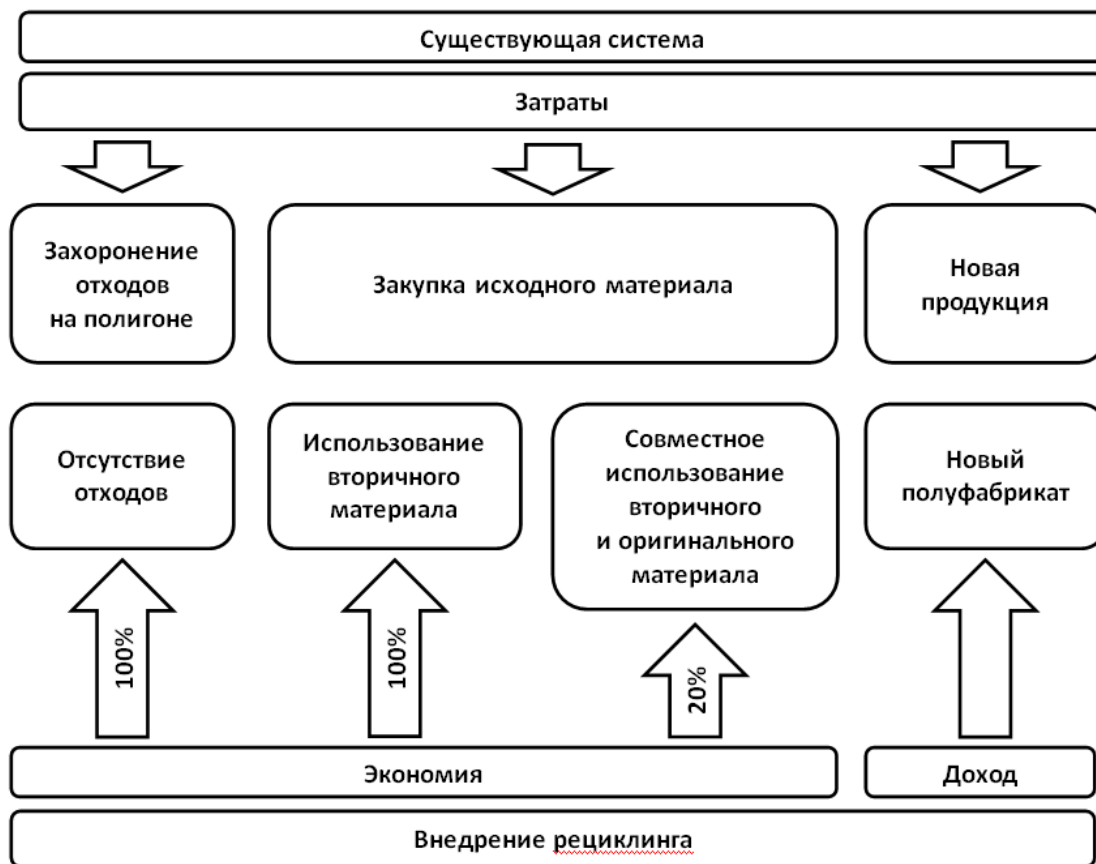 Существующая система
Затраты
Захоронение
отходов
на полигоне
Закупка исходного материала
Новая
продукция
Отсутствие
отходов
Использование
вторичного
материала
Совместное
использование
вторичного
и оригинального
материала
Новый
полуфабрикат
100%
100%
20%
Экономия
Доход
Внедрение рециклинга